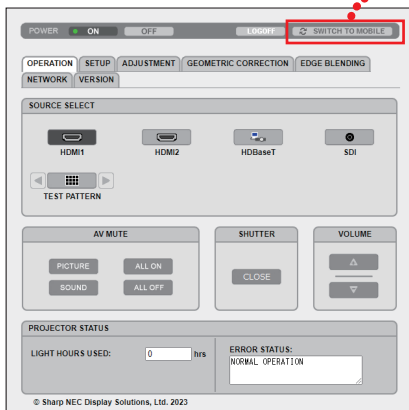 POWER ON OFF LOGOFF SWITCH TO MOBILE
OPERATION SETUP ADJUSTMENT GEOMETRIC CORRECTION EDGE BLENDING
NETWORK VERSION
SOURCE SELECT
HDMI1 HDMI2 HDBaseT SDI
TEST PATTERN
AV MUTE SHUTTER VOLUME
PICTURE ALL ON
CLOSE
SOUND ALL OFF
PROJECTOR STATUS
LIGHT HOURS USED: 0 hrs ERROR STATUS:
NORMAL OPERATION
© Sharp NEC Display Solutions, Ltd. 2023